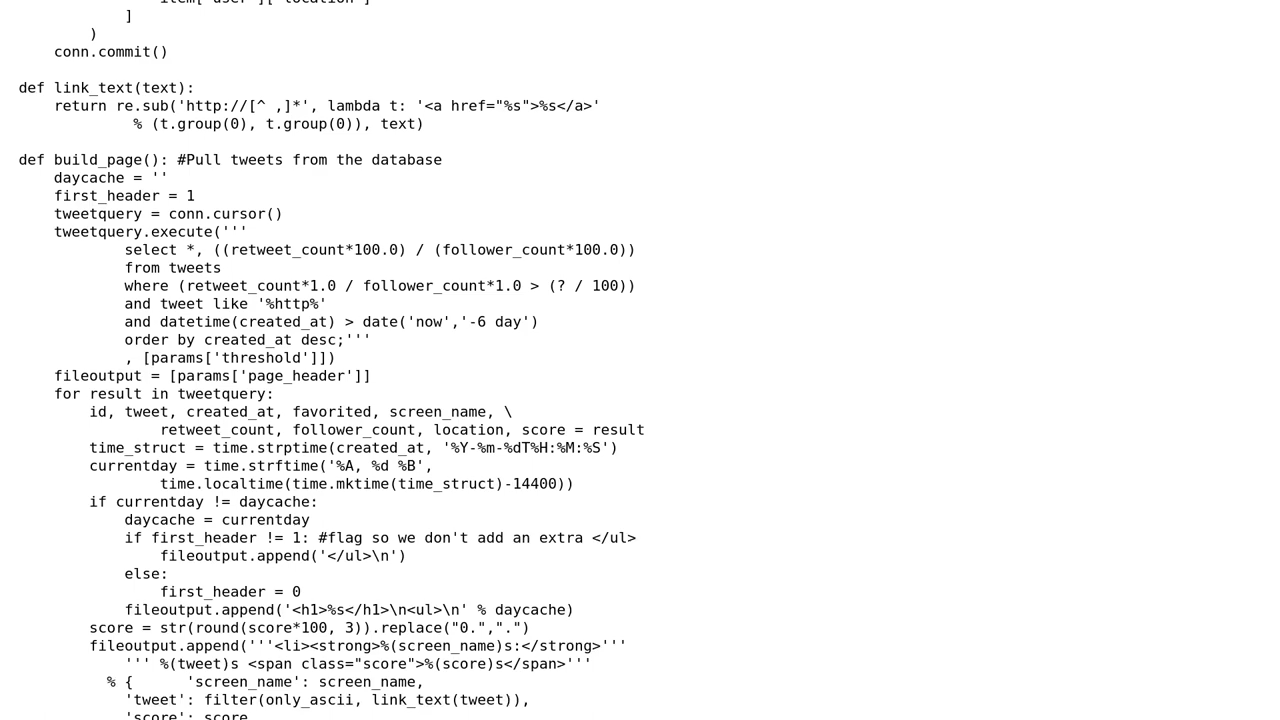 item['user']['location']
            ]
        )
    conn.commit()

def link_text(text):
    return re.sub('http://[^ ,]*', lambda t: '<a href="%s">%s</a>'
             % (t.group(0), t.group(0)), text)

def build_page(): #Pull tweets from the database
    daycache = ''
    first_header = 1
    tweetquery = conn.cursor()
    tweetquery.execute('''
            select *, ((retweet_count*100.0) / (follower_count*100.0))
            from tweets
            where (retweet_count*1.0 / follower_count*1.0 > (? / 100))
            and tweet like '%http%'
            and datetime(created_at) > date('now','-6 day')
            order by created_at desc;'''
            , [params['threshold']])
    fileoutput = [params['page_header']]
    for result in tweetquery:
        id, tweet, created_at, favorited, screen_name, \
                retweet_count, follower_count, location, score = result
        time_struct = time.strptime(created_at, '%Y-%m-%dT%H:%M:%S')
        currentday = time.strftime('%A, %d %B',
                time.localtime(time.mktime(time_struct)-14400))
        if currentday != daycache:
            daycache = currentday
            if first_header != 1: #flag so we don't add an extra </ul>
                fileoutput.append('</ul>\n')
            else:
                first_header = 0
            fileoutput.append('<h1>%s</h1>\n<ul>\n' % daycache)
        score = str(round(score*100, 3)).replace("0.",".")
        fileoutput.append('''<li><strong>%(screen_name)s:</strong>'''
            ''' %(tweet)s <span class="score">%(score)s</span>'''
          % {      'screen_name': screen_name,
            'tweet': filter(only_ascii, link_text(tweet)),
            'score': score